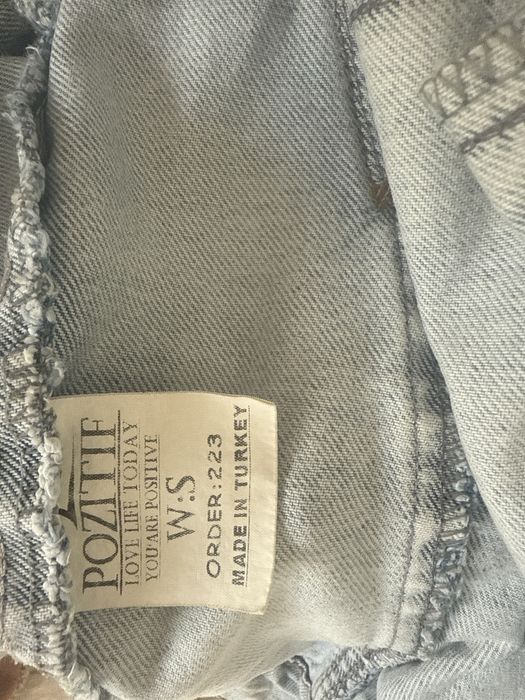 POZITIF
LOVE LIFE TODAY
YOU'ARE POSITIVE
W:S
ORDER:223
MADE IN TURKEY